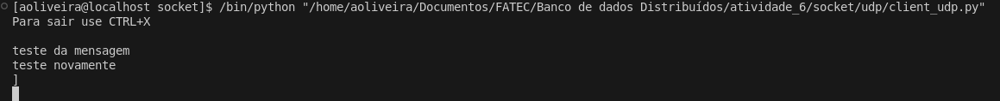 [aoliveira@localhost socket]$ /bin/python "/home/aoliveira/Documentos/FATEC/Banco de dados Distribuídos/atividade_6/socket/udp/client_udp.py"
Para sair use CTRL+X
teste da mensagem
teste novamente
]